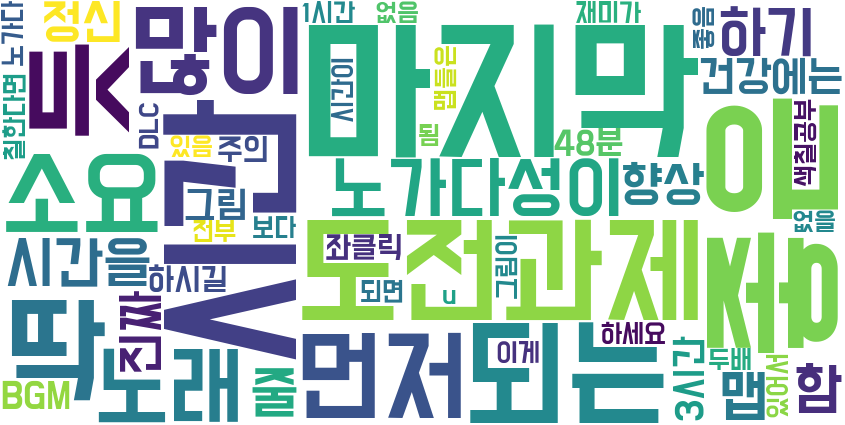 노가다
정신
많이
1시간
없음
재미가
좋음
하기
칠한다면
듯
DLC
시간
시간이
마지막
맵들은
됨
48분
건강에는
임
색칠공부
있음
주의
소요
그림
노가다성이
향상
전부
보다
없을
시간을
하시길
좌클릭
도전과제
그림이
중
되면
u
딱
진짜
노래
BGM
줄
먼저
되는
이게
하세요
3시간
두배
맵
있어서
함